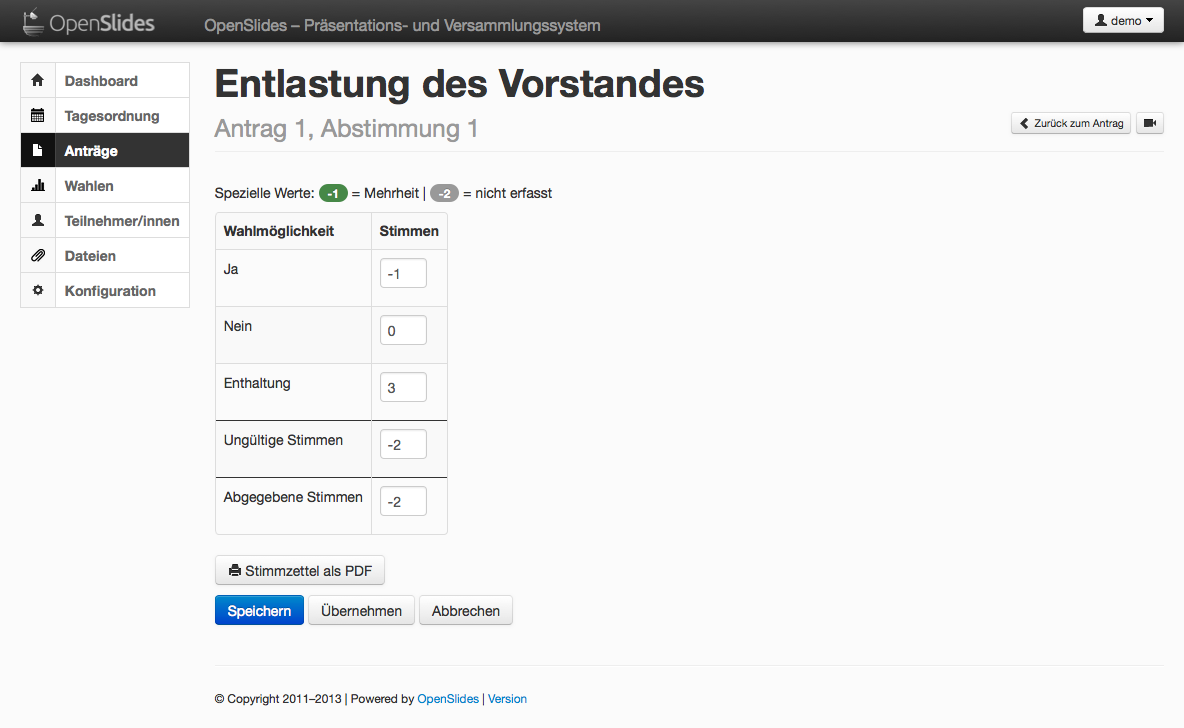 OpenSlides
OpenSlides – Präsentations- und Versammlungssystem
demo
Dashboard
Tagesordnung
Anträge
Wahlen
Teilnehmer/innen
Dateien
Konfiguration
Entlastung des Vorstandes
Antrag 1, Abstimmung 1
Zurück zum Antrag
Spezielle Werte: -1 = Mehrheit | -2 = nicht erfasst
Wahlmöglichkeit Stimmen
Ja -1
Nein 0
Enthaltung 3
Ungültige Stimmen -2
Abgegebene Stimmen -2
Stimmzettel als PDF
Speichern Übernehmen Abbrechen
© Copyright 2011–2013 | Powered by OpenSlides | Version